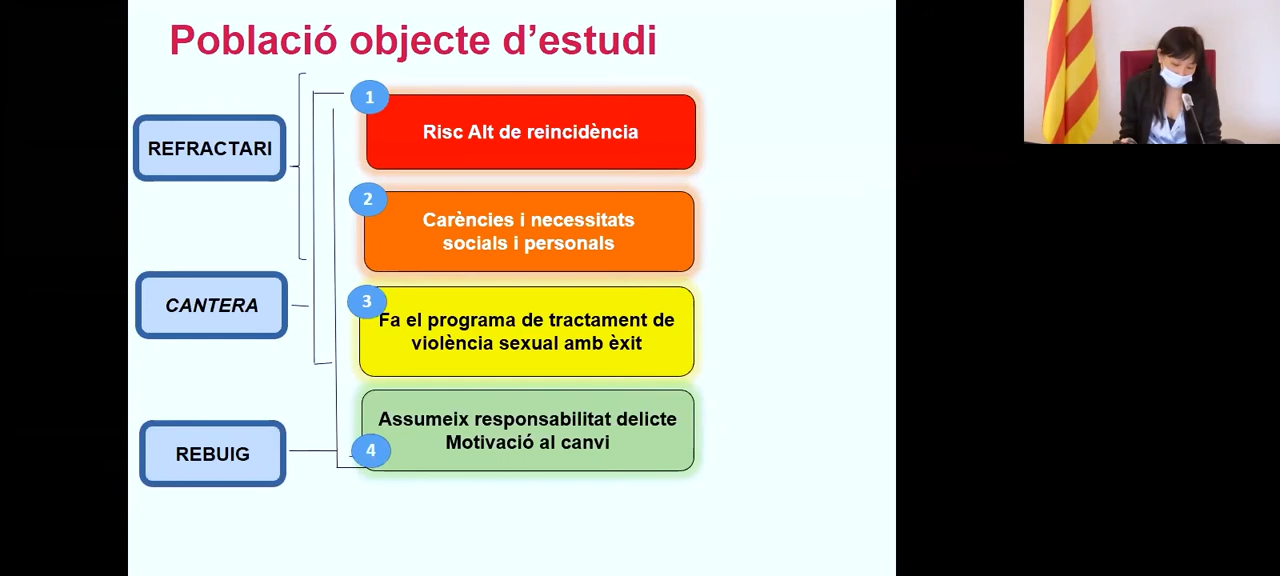 Població objecte d'estudi
REFRACTARI
CANTERA
REBUIG
1
Risc Alt de reincidència
2
Carències i necessitats
socials i personals
3
Fa el programa de tractament de
violència sexual amb èxit
4
Assumeix responsabilitat delicte
Motivació al canvi